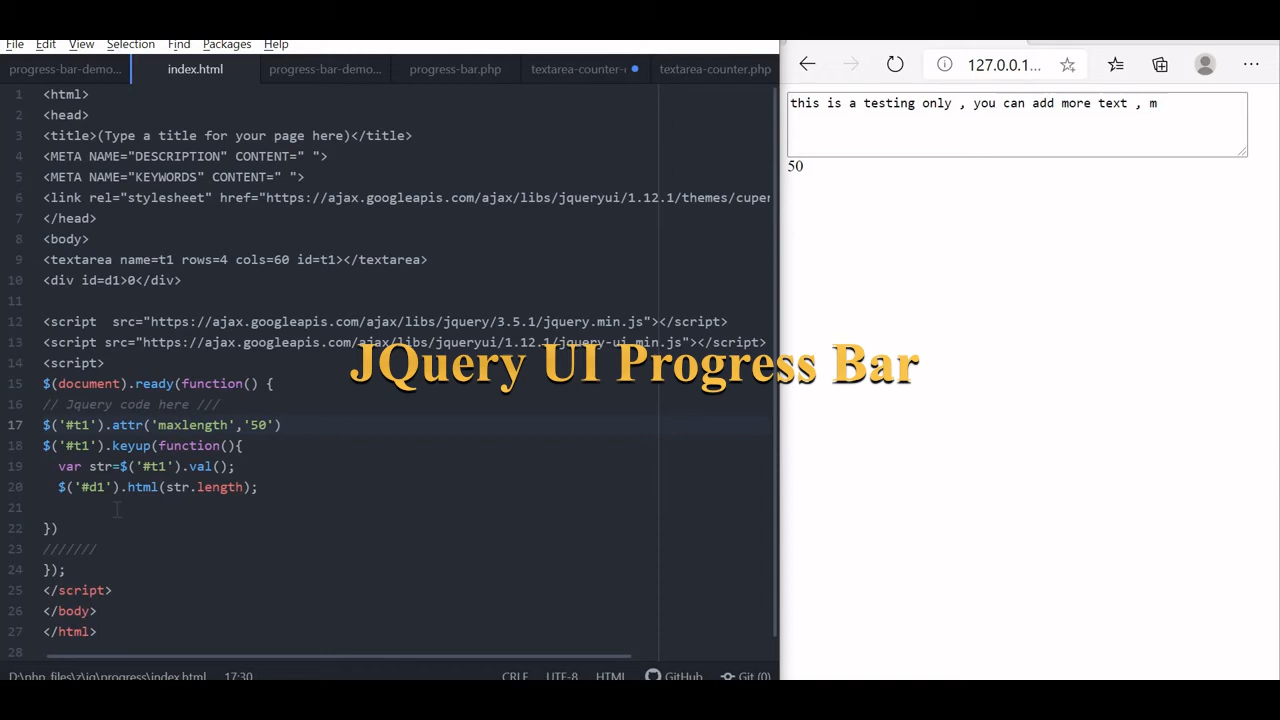 File Edit View Selection Find Packages Help
progress-bar-demo... index.html progress-bar-demo... progress-bar.php textarea-counter- textarea-counter.php
127.0.0.1...
1 <html>
2 <head>
3 <title>(Type a title for your page here)</title>
4 <META NAME="DESCRIPTION" CONTENT=" ">
5 <META NAME="KEYWORDS" CONTENT=" ">
6 <link rel="stylesheet" href="https://ajax.googleapis.com/ajax/libs/jqueryui/1.12.1/themes/cuper
7 </head>
8 <body>
9 <textarea name=t1 rows=4 cols=60 id=t1></textarea>
10 <div id=d1>0</div>
11
12 <script  src="https://ajax.googleapis.com/ajax/libs/jquery/3.5.1/jquery.min.js"></script>
13 <script src="https://ajax.googleapis.com/ajax/libs/jqueryui/1.12.1/jquery-ui.min.js"></script>
14 <script>
15 $(document).ready(function() {
16 // Jquery code here ///
17 $('#t1').attr('maxlength','50')
18 $('#t1').keyup(function(){
19 var str=$('#t1').val();
20 $('#d1').html(str.length);
21
22 })
23 ///////
24 });
25 </script>
26 </body>
27 </html>
28
D:\php_files\z\jq\progress\index.html 17:30 CRLF UTF-8 HTML GitHub Git (0)
this is a testing only , you can add more text , m
50
JQuery UI Progress Bar